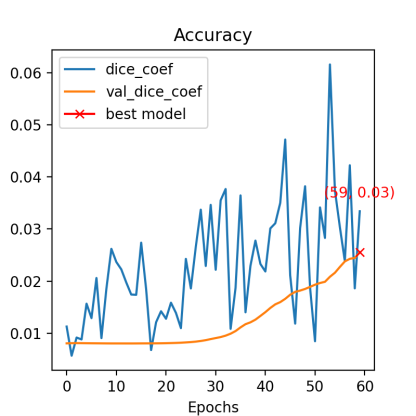 Accuracy
dice_coef
val_dice_coef
best model
(59, 0.03)
0.06
0.05
0.04
0.03
0.02
0.01
0 10 20 30 40 50 60
Epochs